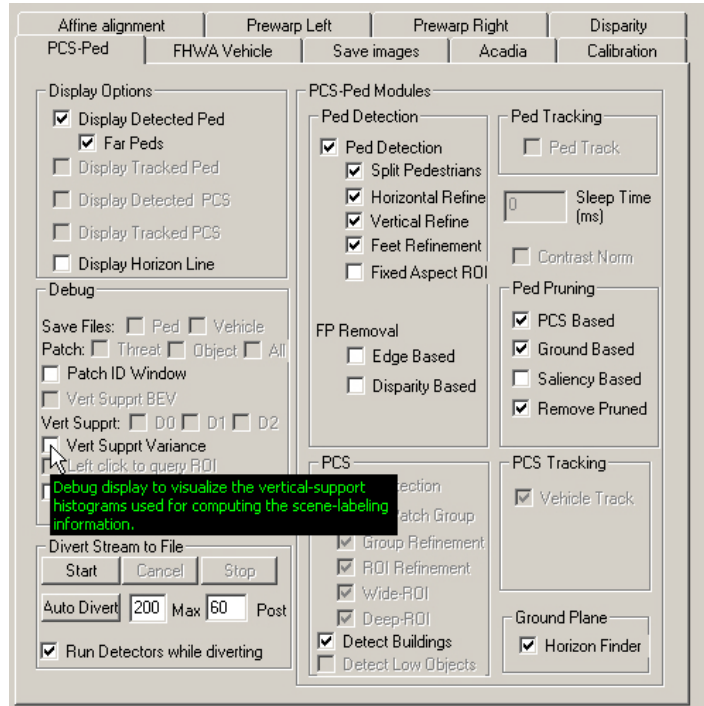 Affine alignment Prewarp Left Prewarp Right Disparity
PCS-Ped FHWA Vehicle Save images Acadia Calibration
Display Options
Display Detected Ped
Far Peds
Display Tracked Ped
Display Detected PCS
Display Tracked PCS
Display Horizon Line
Debug
Save Files: Ped Vehicle
Patch: Threat Object All
Patch ID Window
Vert Supprt BEV
Vert Supprt: D0 D1 D2
Vert Supprt Variance
Left click to query ROI
Debug display to visualize the vertical-support
histograms used for computing the scene-labeling
information.
Divert Stream to File
Start Cancel Stop
Auto Divert 200 Max 60 Post
Run Detectors while diverting
PCS-Ped Modules
Ped Detection
Ped Detection
Split Pedestrians
Horizontal Refine
Vertical Refine
Feet Refinement
Fixed Aspect ROI
FP Removal
Edge Based
Disparity Based
PCS
Group
Group Refinement
ROI Refinement
Wide-ROI
Deep-ROI
Detect Buildings
Detect Low Objects
Ped Tracking
Ped Track
0 Sleep Time
(ms)
Contrast Norm
Ped Pruning
PCS Based
Ground Based
Saliency Based
Remove Pruned
PCS Tracking
Vehicle Track
Ground Plane
Horizon Finder